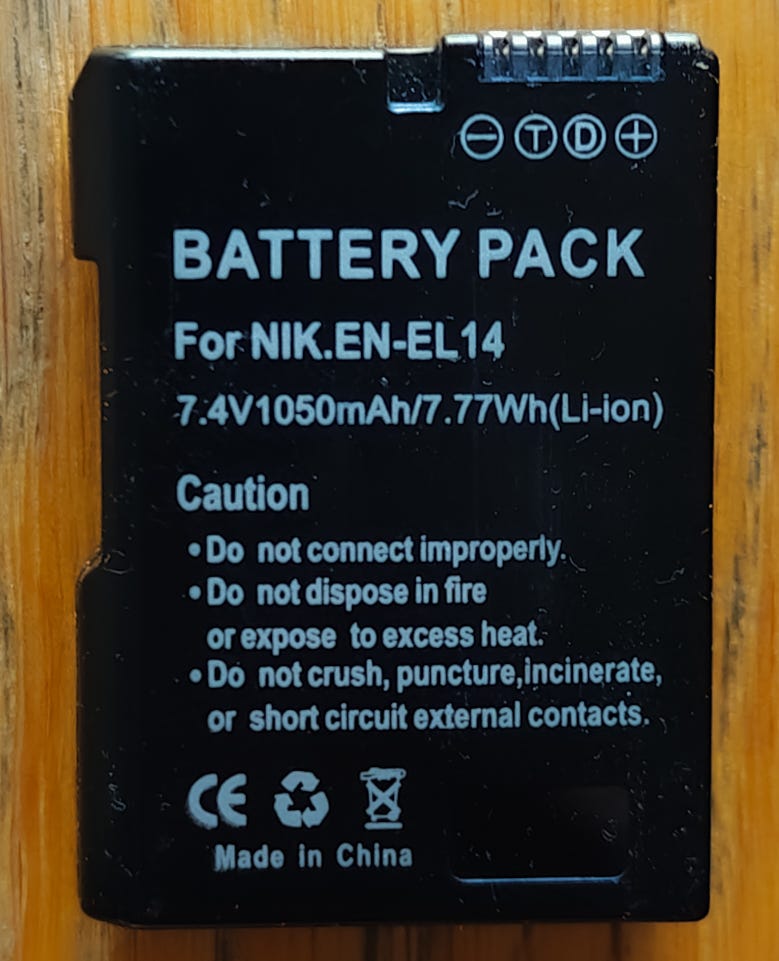 − T D +
BATTERY PACK
For NIK.EN-EL14
7.4V1050mAh/7.77Wh(Li-ion)
Caution
•Do not connect improperly.
•Do not dispose in fire
or expose to excess heat.
•Do not crush, puncture,incinerate,
or short circuit external contacts.
CE
Made in China